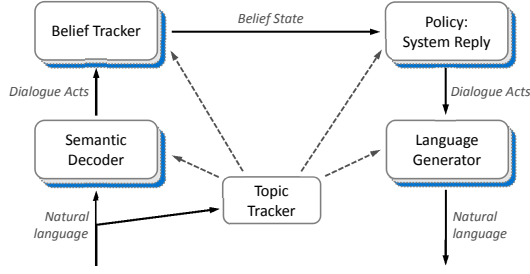 Belief Tracker
Belief State
Policy:
System Reply
Dialogue Acts
Dialogue Acts
Semantic
Decoder
Language
Generator
Topic
Tracker
Natural
language
Natural
language